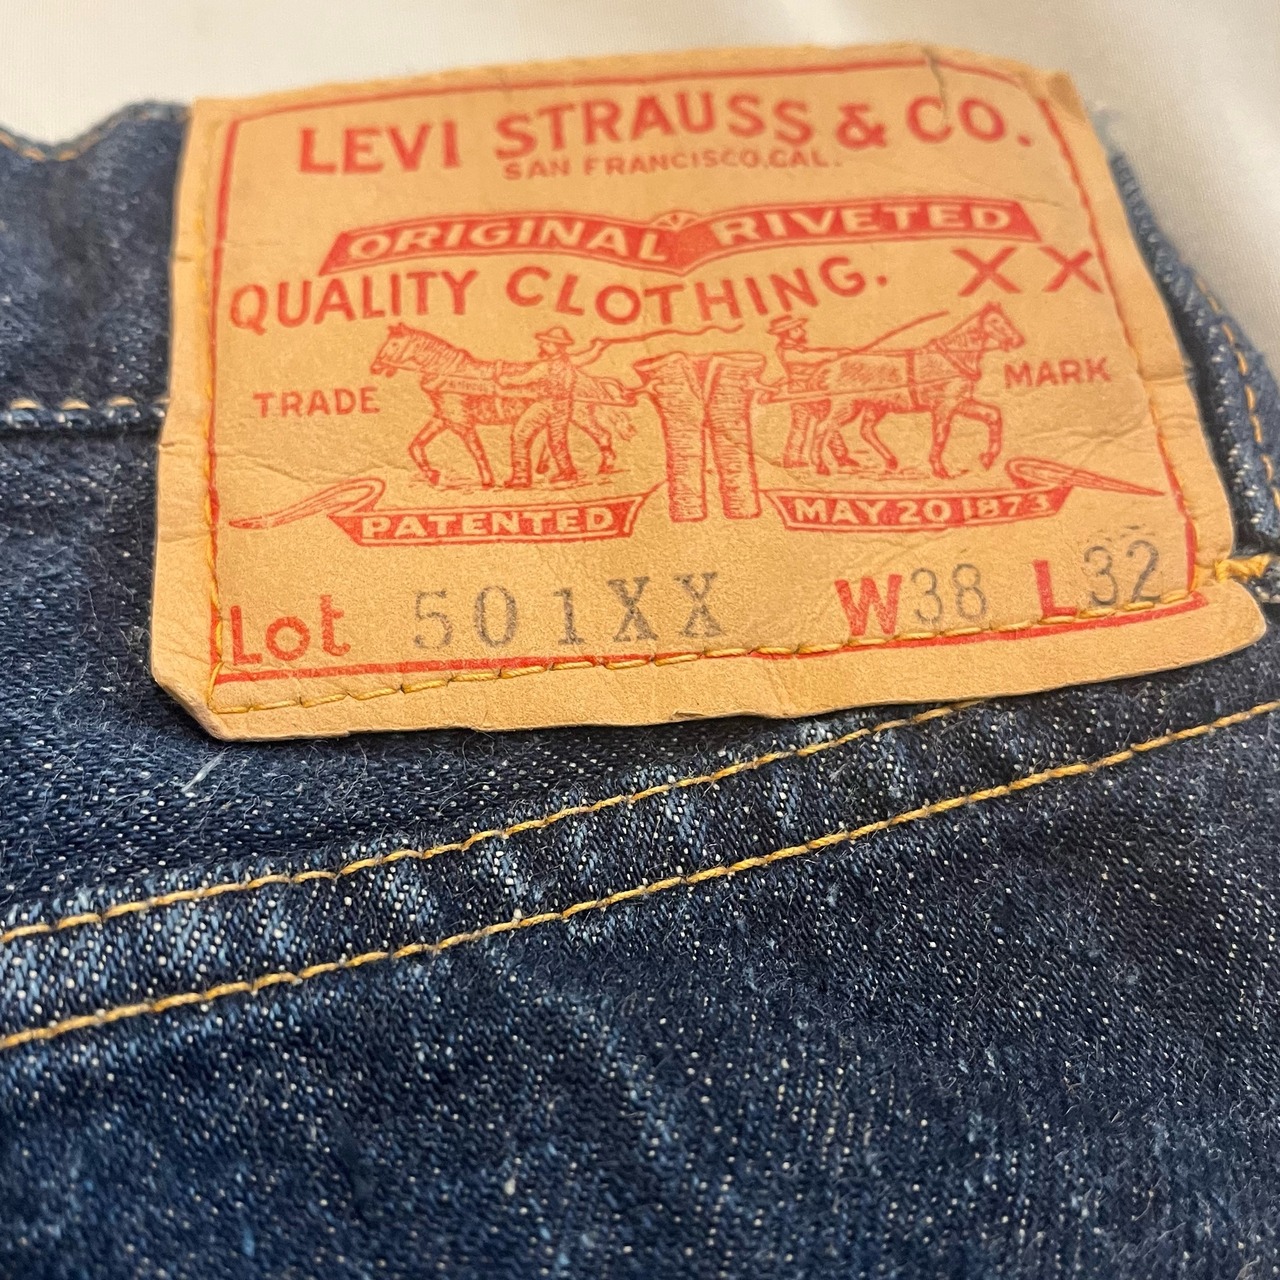 LEVI STRAUSS & CO.
SAN FRANCISCO,CAL.
ORIGINAL RIVETED
QUALITY CLOTHING. XX
TRADE MARK
PATENTED MAY 20 1873
Lot 501XX W38 L32